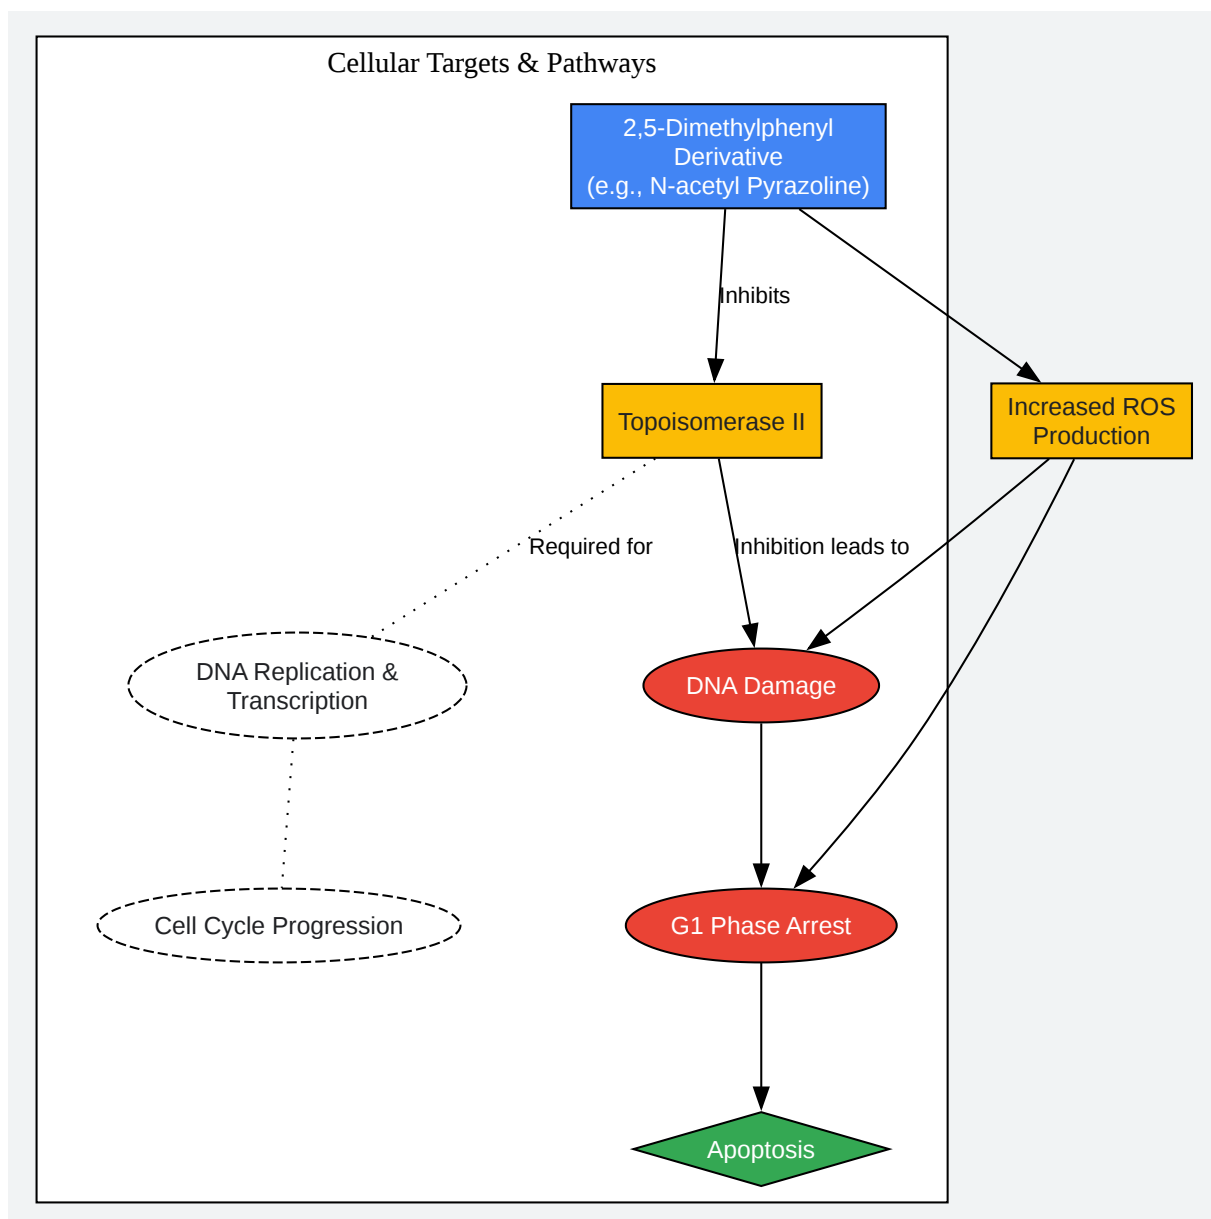 Cellular Targets & Pathways
2,5-Dimethylphenyl
Derivative
(e.g., N-acetyl Pyrazoline)
Inhibits
Topoisomerase II
Increased ROS
Production
Required for
Inhibition leads to
DNA Replication &
Transcription
DNA Damage
Cell Cycle Progression
G1 Phase Arrest
Apoptosis